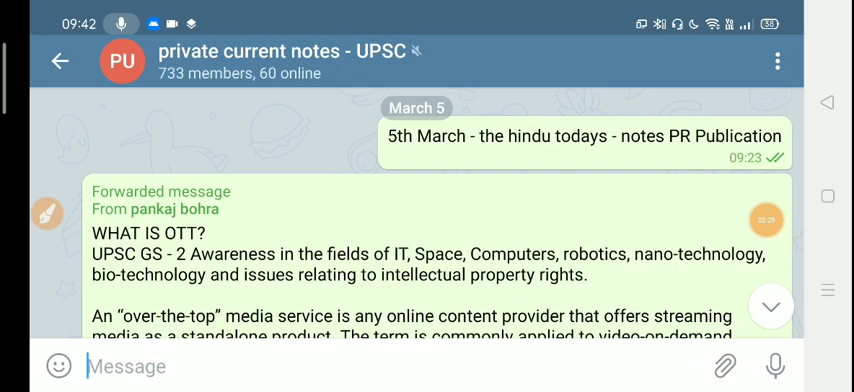 09:42
38
PU
private current notes - UPSC
733 members, 60 online
March 5
5th March - the hindu todays - notes PR Publication
09:23
Forwarded message
From pankaj bohra
02:29
WHAT IS OTT?
UPSC GS - 2 Awareness in the fields of IT, Space, Computers, robotics, nano-technology,
bio-technology and issues relating to intellectual property rights.
An “over-the-top” media service is any online content provider that offers streaming
media as a standalone product. The term is commonly applied to video-on-demand
Message